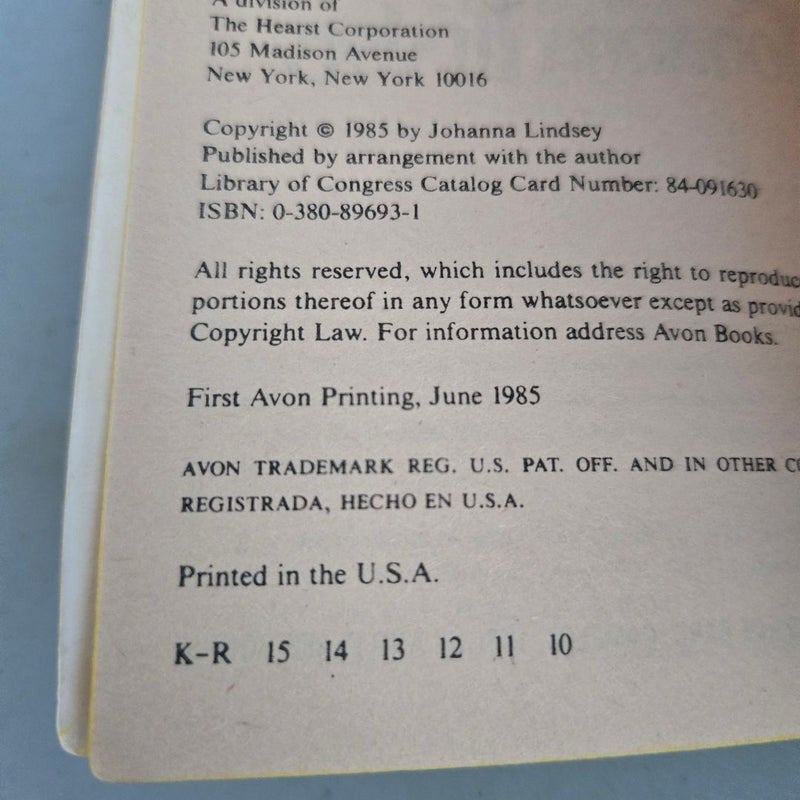 A division of
The Hearst Corporation
105 Madison Avenue
New York, New York 10016
Copyright © 1985 by Johanna Lindsey
Published by arrangement with the author
Library of Congress Catalog Card Number: 84-091630
ISBN: 0-380-89693-1
All rights reserved, which includes the right to reproduc
portions thereof in any form whatsoever except as provid
Copyright Law. For information address Avon Books.
First Avon Printing, June 1985
AVON TRADEMARK REG. U.S. PAT. OFF. AND IN OTHER CO
REGISTRADA, HECHO EN U.S.A.
Printed in the U.S.A.
K-R 15 14 13 12 11 10